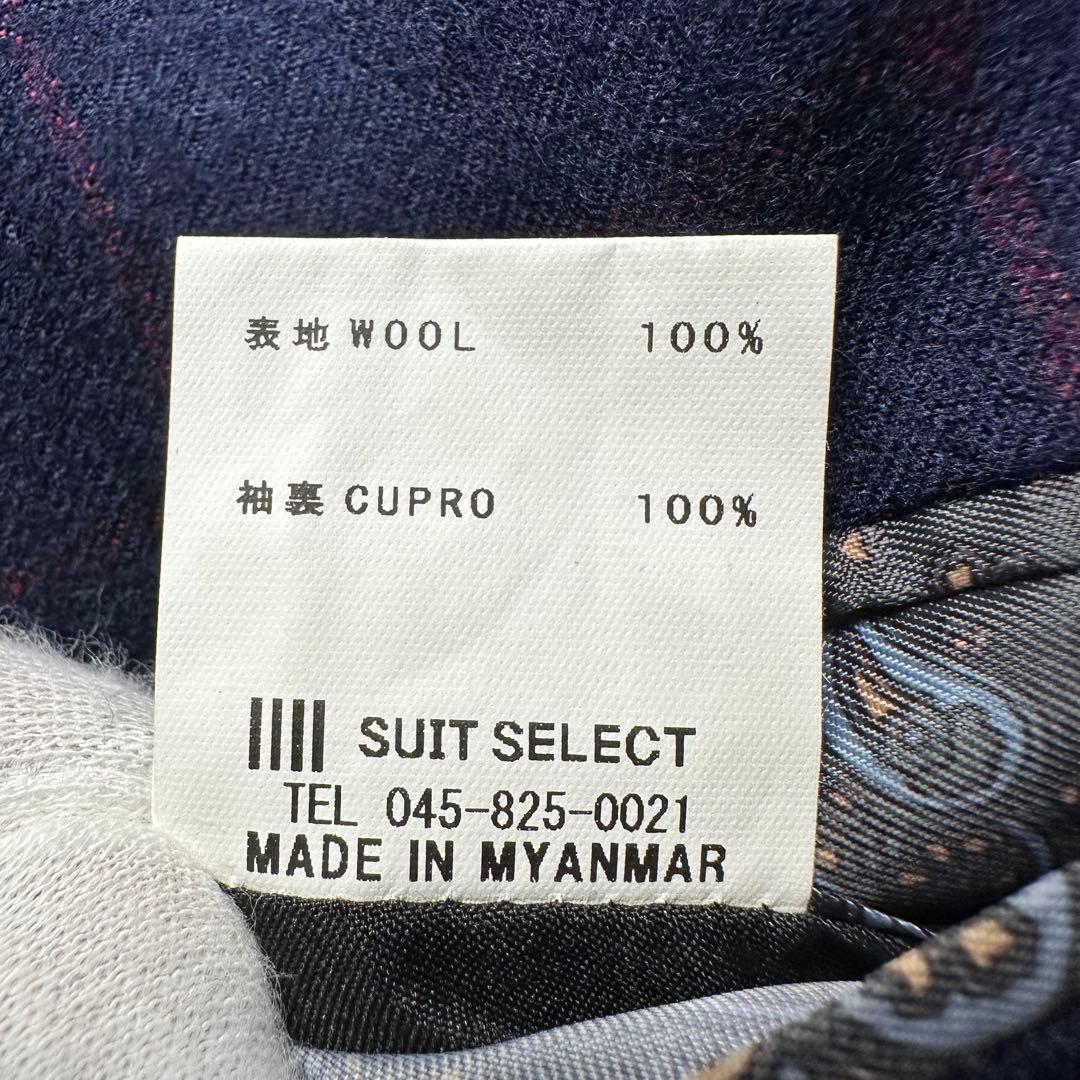 表地 WOOL 100%
袖裏 CUPRO 100%
SUIT SELECT
TEL 045-825-0021
MADE IN MYANMAR